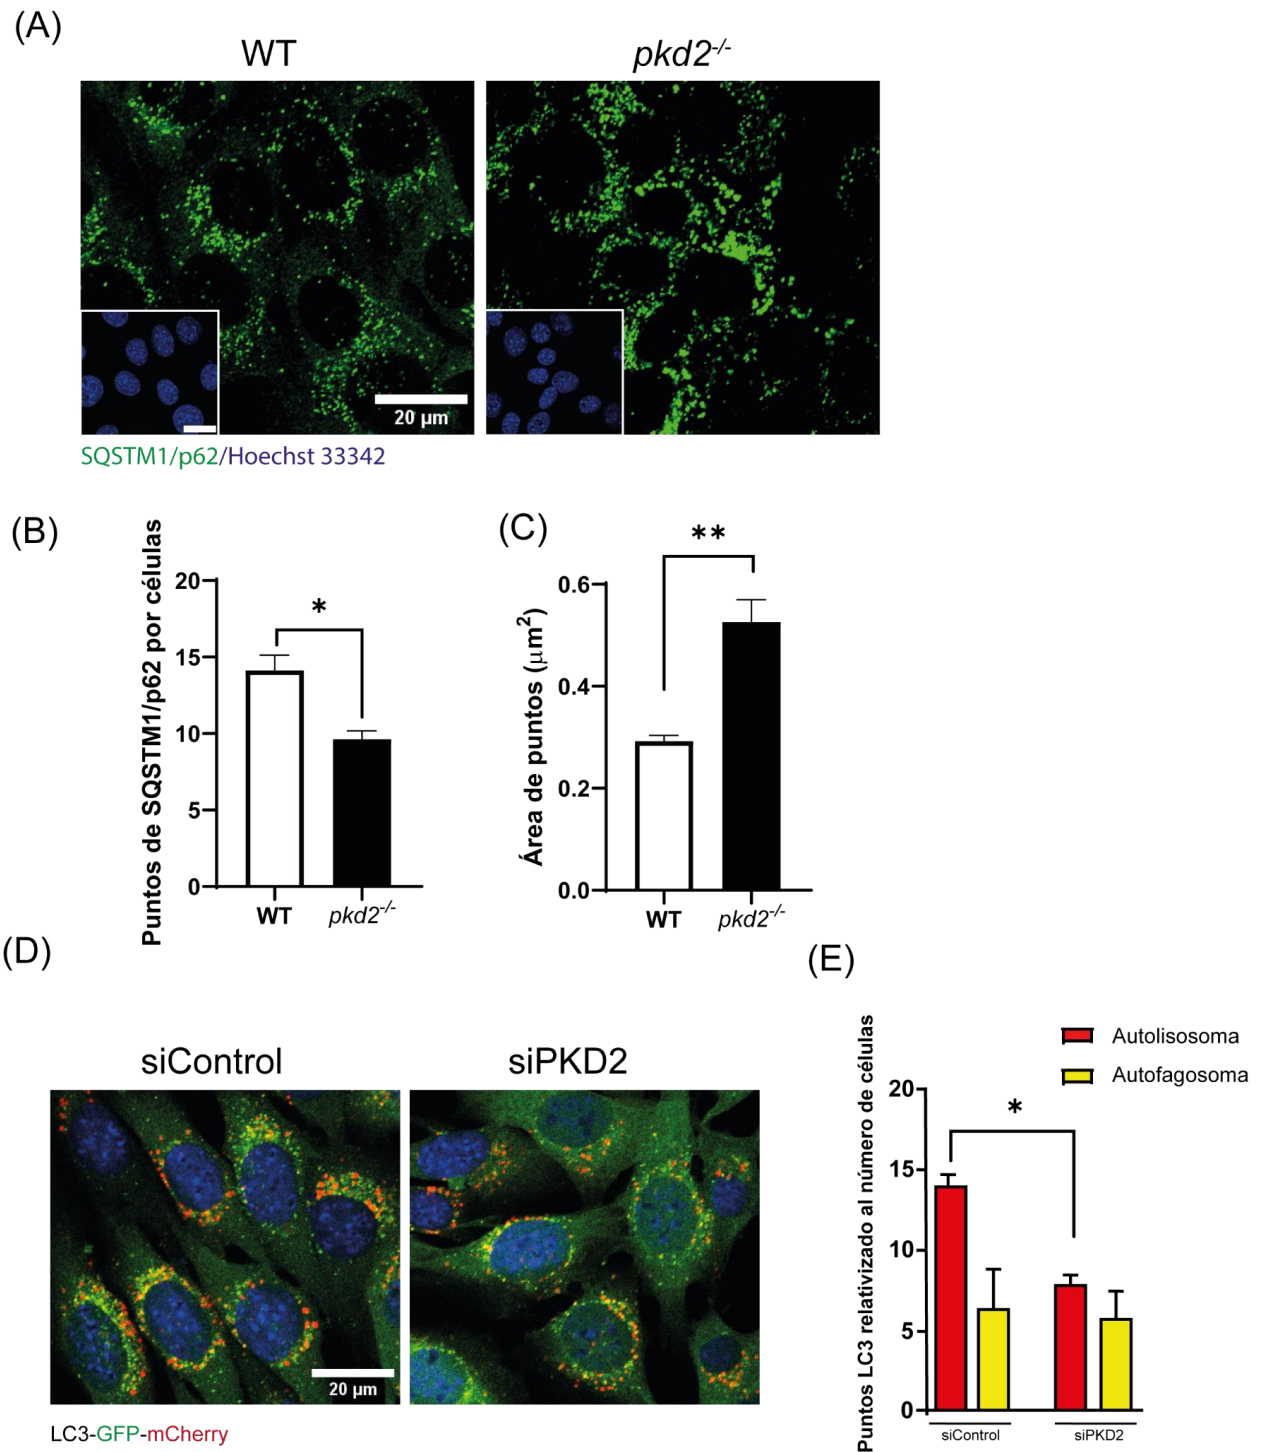 (A)
WT
pkd2-/-
20 µm
SQSTM1/p62/Hoechst 33342
(B)
Puntos de SQSTM1/p62 por células
20
15
10
5
0
*
WT
pkd2-/-
(C)
Área de puntos (µm2)
0.6
0.4
0.2
0.0
**
WT
pkd2-/-
(D)
siControl
siPKD2
20 µm
LC3-GFP-mCherry
(E)
Puntos LC3 relativizado al número de células
Autolisosoma
Autofagosoma
20
15
10
5
0
*
siControl
siPKD2